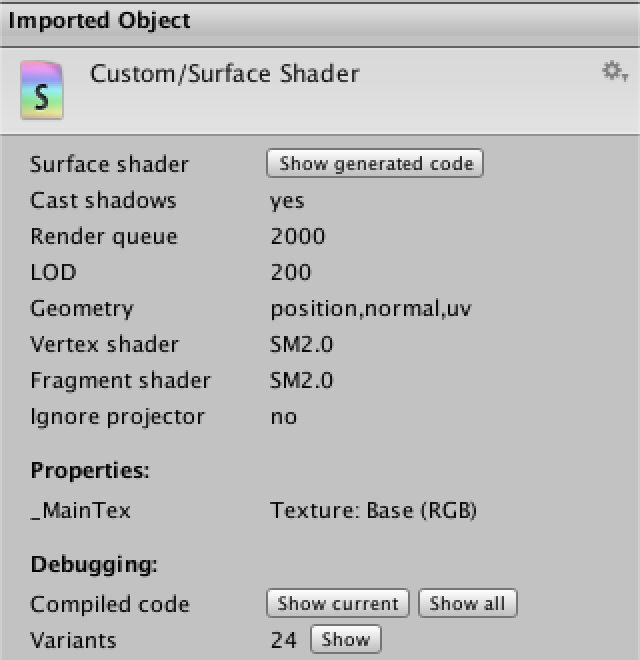 Imported Object
S
Custom/Surface Shader
Surface shader Show generated code
Cast shadows yes
Render queue 2000
LOD 200
Geometry position,normal,uv
Vertex shader SM2.0
Fragment shader SM2.0
Ignore projector no
Properties:
_MainTex Texture: Base (RGB)
Debugging:
Compiled code Show current Show all
Variants 24 Show